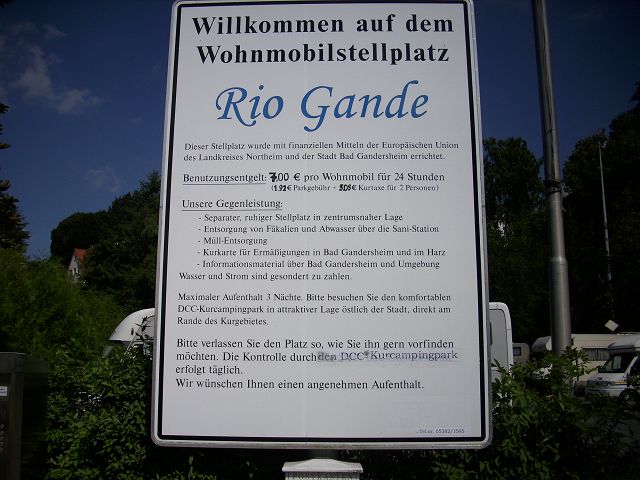 Willkommen auf dem
Wohnmobilstellplatz
Rio Gande
Dieser Stellplatz wurde mit finanziellen Mitteln der Europäischen Union
des Landkreises Northeim und der Stadt Bad Gandersheim errichtet.
Benutzungsentgelt: 7,00 € pro Wohnmobil für 24 Stunden
(1.92€ Parkgebühr + 5.08€ Kurtaxe für 2 Personen)
Unsere Gegenleistung:
- Separater, ruhiger Stellplatz in zentrumsnaher Lage
- Entsorgung von Fäkalien und Abwasser über die Sani-Station
- Müll-Entsorgung
- Kurkarte für Ermäßigungen in Bad Gandersheim und im Harz
- Informationsmaterial über Bad Gandersheim und Umgebung
Wasser und Strom sind gesondert zu zahlen.
Maximaler Aufenthalt 3 Nächte. Bitte besuchen Sie den komfortablen
DCC-Kurcampingpark in attraktiver Lage östlich der Stadt, direkt am
Rande des Kurgebietes.
Bitte verlassen Sie den Platz so, wie Sie ihn gern vorfinden
möchten. Die Kontrolle durch den DCC-Kurcampingpark
erfolgt täglich.
Wir wünschen Ihnen einen angenehmen Aufenthalt.
Tel.nr. 05382/1595